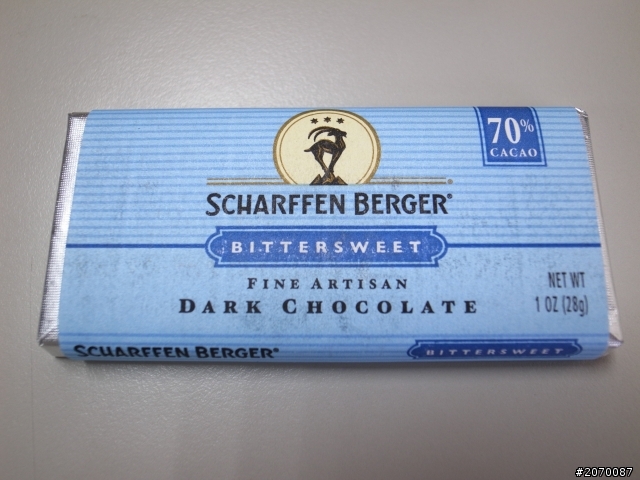 70%
CACAO
SCHARFFEN BERGER®
BITTERSWEET
FINE ARTISAN
DARK CHOCOLATE
NET WT
1 OZ (28g)
SCHARFFEN BERGER®
BITTERSWEET
#2070087